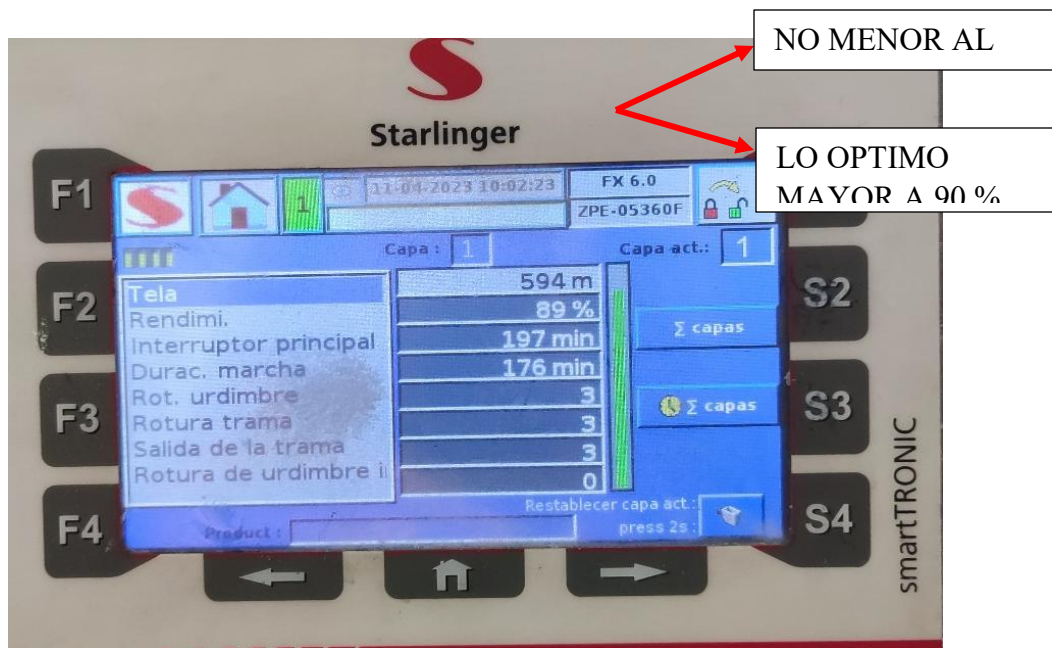 NO MENOR AL
LO OPTIMO
MAYOR A 90 %
Starlinger
F1
1
11-04-2023 10:02:23
FX 6.0
ZPE-05360F
Capa : 1
Capa act.: 1
F2
S2
Tela 594 m
Rendimi. 89 %
Interruptor principal 197 min
Durac. marcha 176 min
Rot. urdimbre 3
Rotura trama 3
Salida de la trama 3
Rotura de urdimbre i 0
Σ capas
Σ capas
F3
S3
Restablecer capa act.:
press 2s :
Product :
F4
S4
smartTRONIC